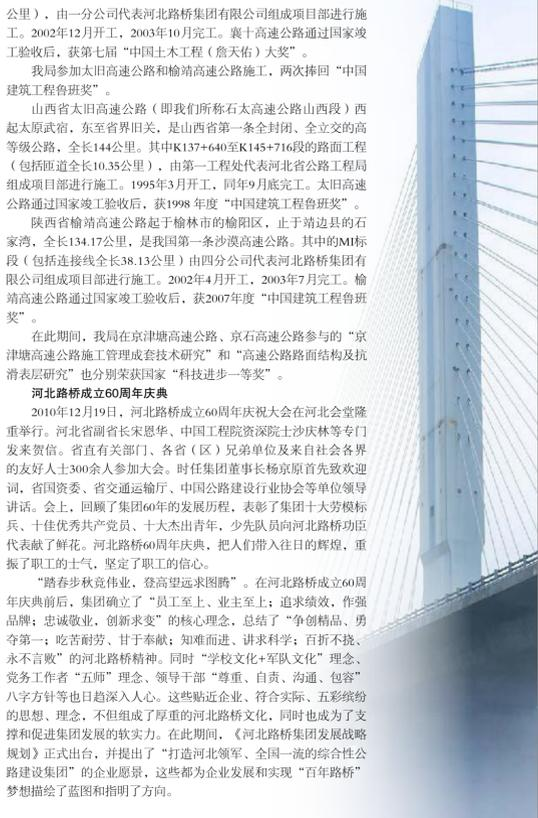 公里），由一分公司代表河北路桥集团有限公司组成项目部进行施
工。2002年12月开工，2003年10月完工。襄十高速公路通过国家竣
工验收后，获第七届“中国土木工程（詹天佑）大奖”。
我局参加太旧高速公路和榆靖高速公路施工，两次捧回“中国
建筑工程鲁班奖”。
山西省太旧高速公路（即我们所称石太高速公路山西段）西
起太原武宿，东至省界旧关，是山西省第一条全封闭、全立交的高
等级公路，全长144公里。其中K137+640至K145+716段的路面工程
（包括匝道全长10.35公里），由第一工程处代表河北省公路工程局
组成项目部进行施工。1995年3月开工，同年9月底完工。太旧高速
公路通过国家竣工验收后，获1998 年度“中国建筑工程鲁班奖”。
陕西省榆靖高速公路起于榆林市的榆阳区，止于靖边县的石
家湾，全长134.17公里，是我国第一条沙漠高速公路。其中的MI标
段（包括连接线全长38.13公里）由四分公司代表河北路桥集团有
限公司组成项目部进行施工。2002年4月开工，2003年7月完工。榆
靖高速公路通过国家竣工验收后，获2007年度“中国建筑工程鲁班
奖”。
在此期间，我局在京津塘高速公路、京石高速公路参与的“京
津塘高速公路施工管理成套技术研究”和“高速公路路面结构及抗
滑表层研究”也分别荣获国家“科技进步一等奖”。
河北路桥成立60周年庆典
2010年12月19日，河北路桥成立60周年庆祝大会在河北会堂隆
重举行。河北省副省长宋恩华、中国工程院资深院士沙庆林等专门
发来贺信。省直有关部门、各省（区）兄弟单位及来自社会各界
的友好人士300余人参加大会。时任集团董事长杨京原首先致欢迎
词，省国资委、省交通运输厅、中国公路建设行业协会等单位领导
讲话。会上，回顾了集团60年的发展历程，表彰了集团十大劳模标
兵、十佳优秀共产党员、十大杰出青年，少先队员向河北路桥功臣
代表献了鲜花。河北路桥60周年庆典，把人们带入往日的辉煌，重
振了职工的士气，坚定了职工的信心。
“踏春步秋竞伟业，登高望远求图腾”。在河北路桥成立60周
年庆典前后，集团确立了“员工至上、业主至上；追求绩效，作强
品牌；忠诚敬业，创新求变”的核心理念，总结了“争创精品、勇
夺第一；吃苦耐劳、甘于奉献；知难而进、讲求科学；百折不挠、
永不言败”的河北路桥精神。同时“学校文化+军队文化”理念、
党务工作者“五师”理念、领导干部“尊重、自责、沟通、包容”
八字方针等也日趋深入人心。这些贴近企业、符合实际、五彩缤纷
的思想、理念，不但组成了厚重的河北路桥文化，同时也成为了支
撑和促进集团发展的软实力。在此期间，《河北路桥集团发展战略
规划》正式出台，并提出了“打造河北领军、全国一流的综合性公
路建设集团”的企业愿景，这些都为企业发展和实现“百年路桥”
梦想描绘了蓝图和指明了方向。